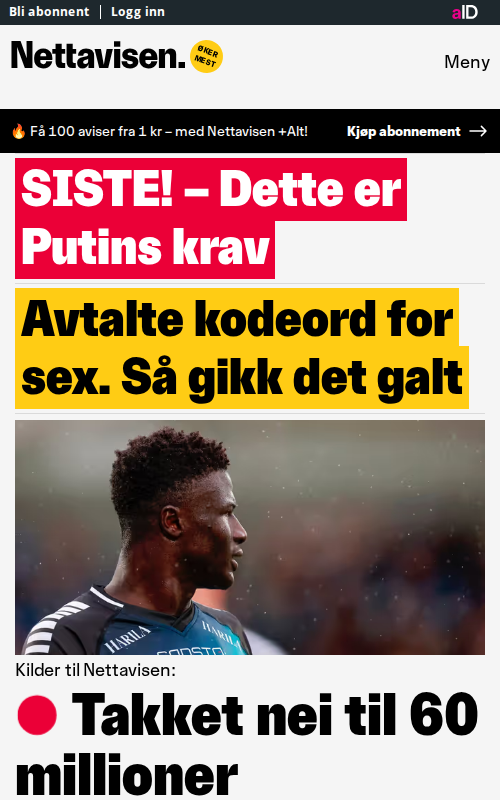 Bli abonnent
Logg inn
aID
Nettavisen.
ØKER
MEST
Meny
🔥 Få 100 aviser fra 1 kr – med Nettavisen +Alt!
Kjøp abonnement →
SISTE! – Dette er
Putins krav
Avtalte kodeord for
sex. Så gikk det galt
HARILA
HARILA
Kilder til Nettavisen:
Takket nei til 60
millioner